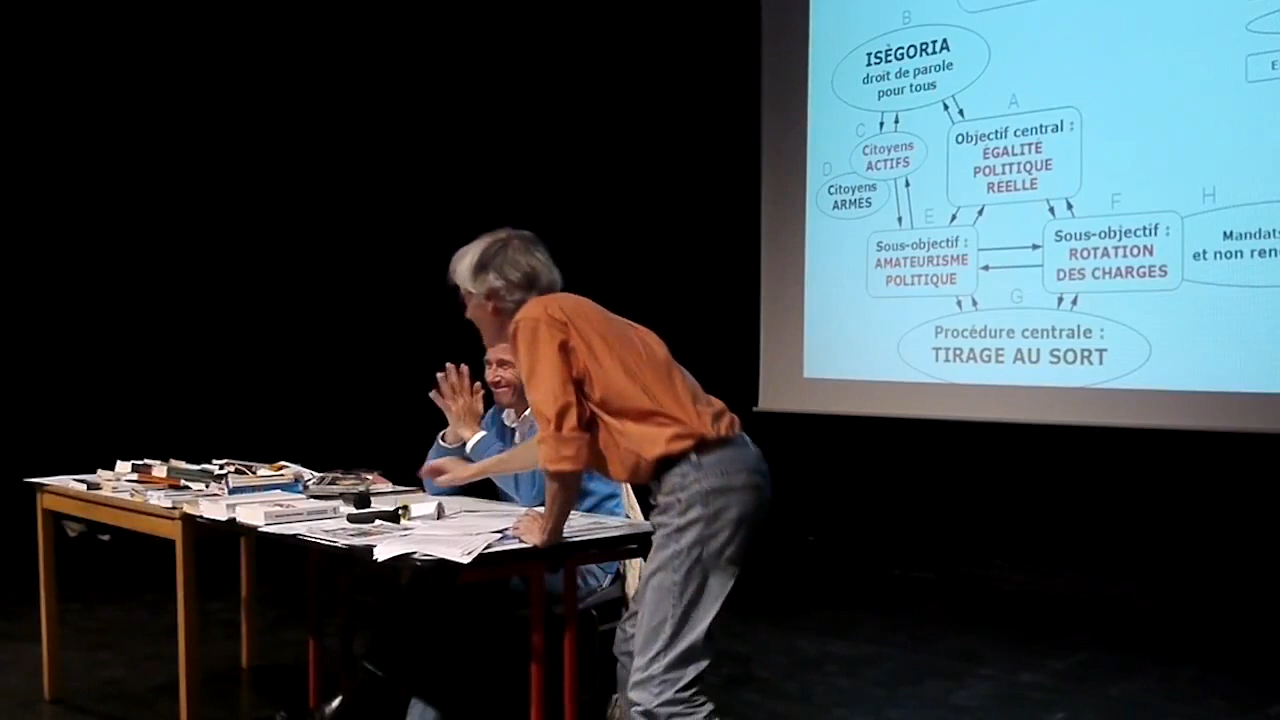 B
ISÈGORIA
droit de parole
pour tous
A
Objectif central :
ÉGALITÉ
POLITIQUE
RÉELLE
C
Citoyens
ACTIFS
D
Citoyens
ARMÉS
E
Sous-objectif :
AMATEURISME
POLITIQUE
F
Sous-objectif :
ROTATION
DES CHARGES
H
Mandats
et non ren
E
G
Procédure centrale :
TIRAGE AU SORT